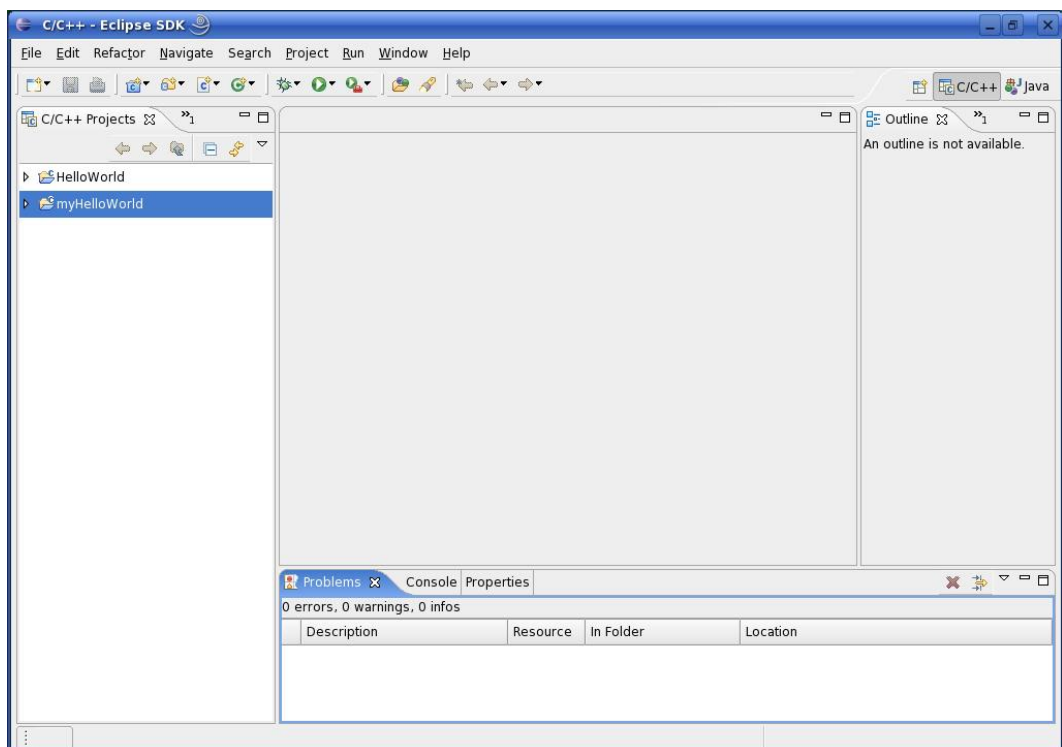 C/C++ - Eclipse SDK
File Edit Refactor Navigate Search Project Run Window Help
C/C++ Java
C/C++ Projects »1 Outline »1
An outline is not available.
HelloWorld
myHelloWorld
Problems Console Properties
0 errors, 0 warnings, 0 infos
Description Resource In Folder Location